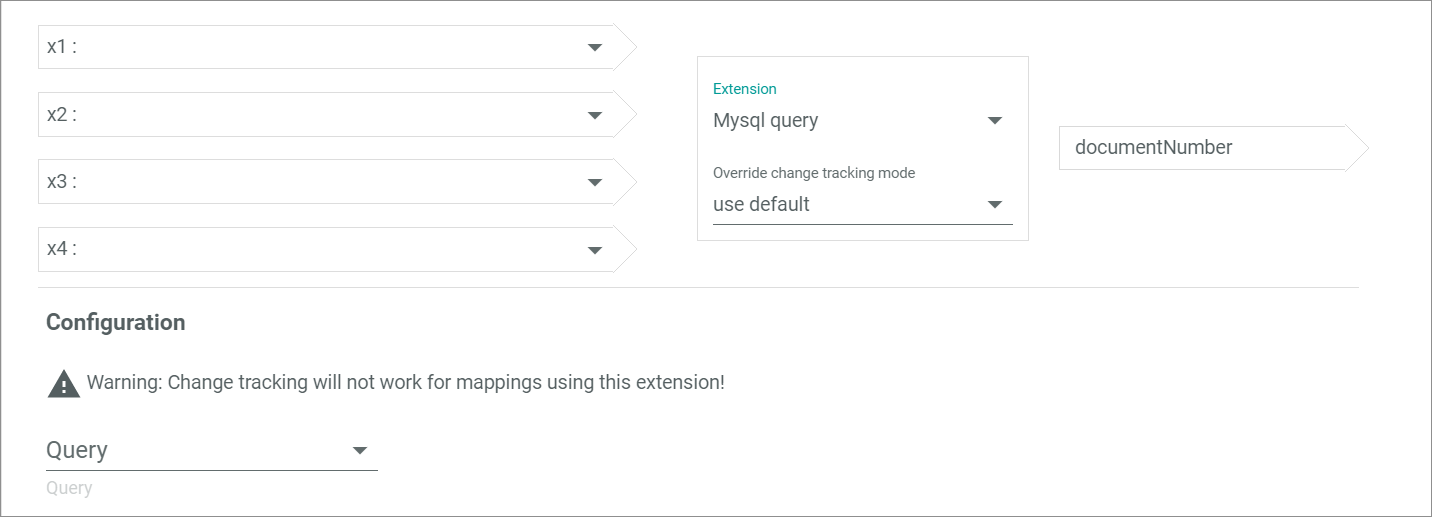 x1 :
x2 :
x3 :
x4 :
Extension
Mysql query
Override change tracking mode
use default
documentNumber
Configuration
Warning: Change tracking will not work for mappings using this extension!
Query
Query